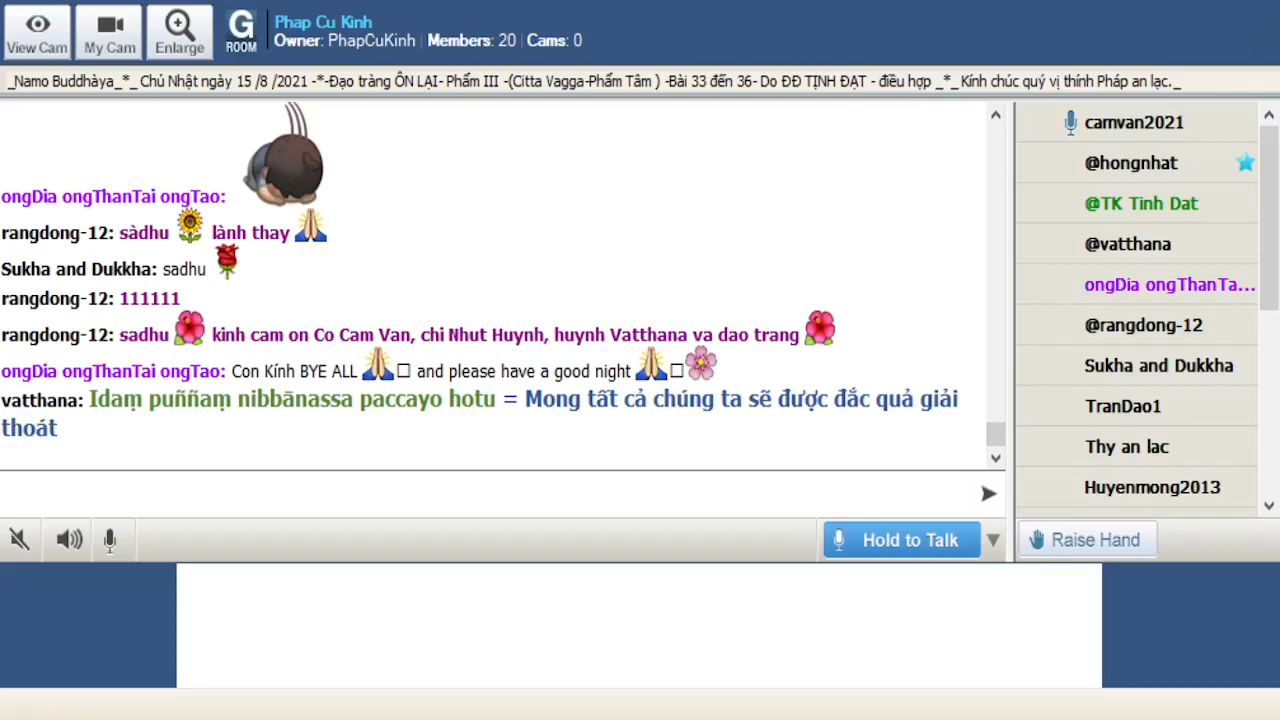 View Cam
My Cam
Enlarge
G
ROOM
Phap Cu Kinh
Owner: PhapCuKinh | Members: 20 | Cams: 0
_Namo Buddhàya_*_ Chủ Nhật ngày 15 /8 /2021 -*-Đạo tràng ÔN LẠI- Phẩm III -(Citta Vagga-Phẩm Tâm ) -Bài 33 đến 36- Do ĐĐ TỊNH ĐẠT - điều hợp _*_Kính chúc quý vị thính Pháp an lạc._
ongDia ongThanTai ongTao:
rangdong-12: sàdhu lành thay
Sukha and Dukkha: sadhu
rangdong-12: 111111
rangdong-12: sadhu kinh cam on Co Cam Van, chi Nhut Huynh, huynh Vatthana va dao trang
ongDia ongThanTai ongTao: Con Kính BYE ALL and please have a good night
vatthana: Idaṃ puññaṃ nibbānassa paccayo hotu = Mong tất cả chúng ta sẽ được đắc quả giải
thoát
camvan2021
@hongnhat
@TK Tinh Dat
@vatthana
ongDia ongThanTa...
@rangdong-12
Sukha and Dukkha
TranDao1
Thy an lac
Huyenmong2013
Hold to Talk
Raise Hand